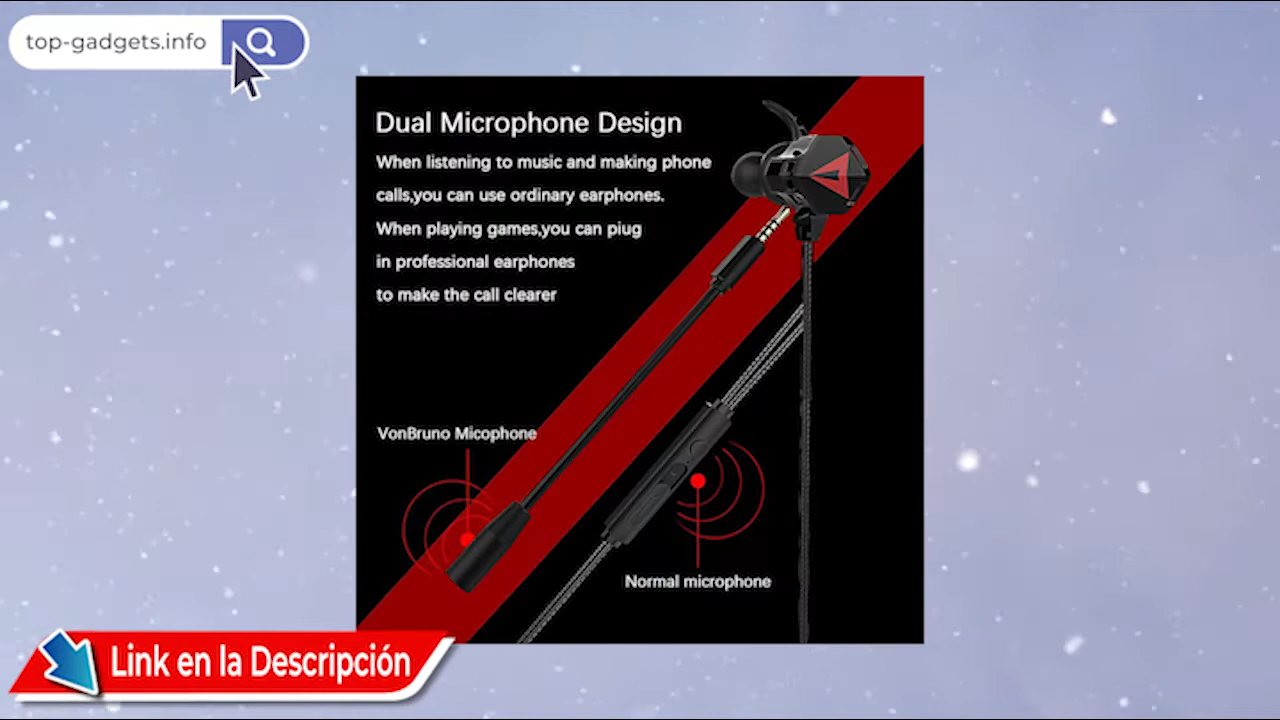 top-gadgets.info
Dual Microphone Design
When listening to music and making phone
calls,you can use ordinary earphones.
When playing games,you can plug
in professional earphones
to make the call clearer
VonBruno Micophone
Normal microphone
Link en la Descripción